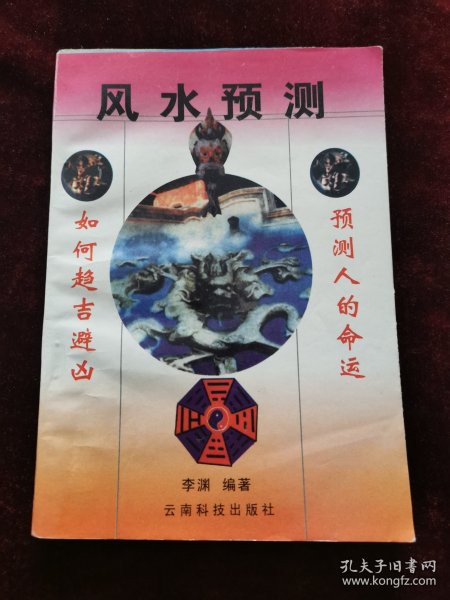 风水预测
预测人的命运
如何趋吉避凶
李渊 编著
云南科技出版社
孔夫子旧书网
www.kongfz.com